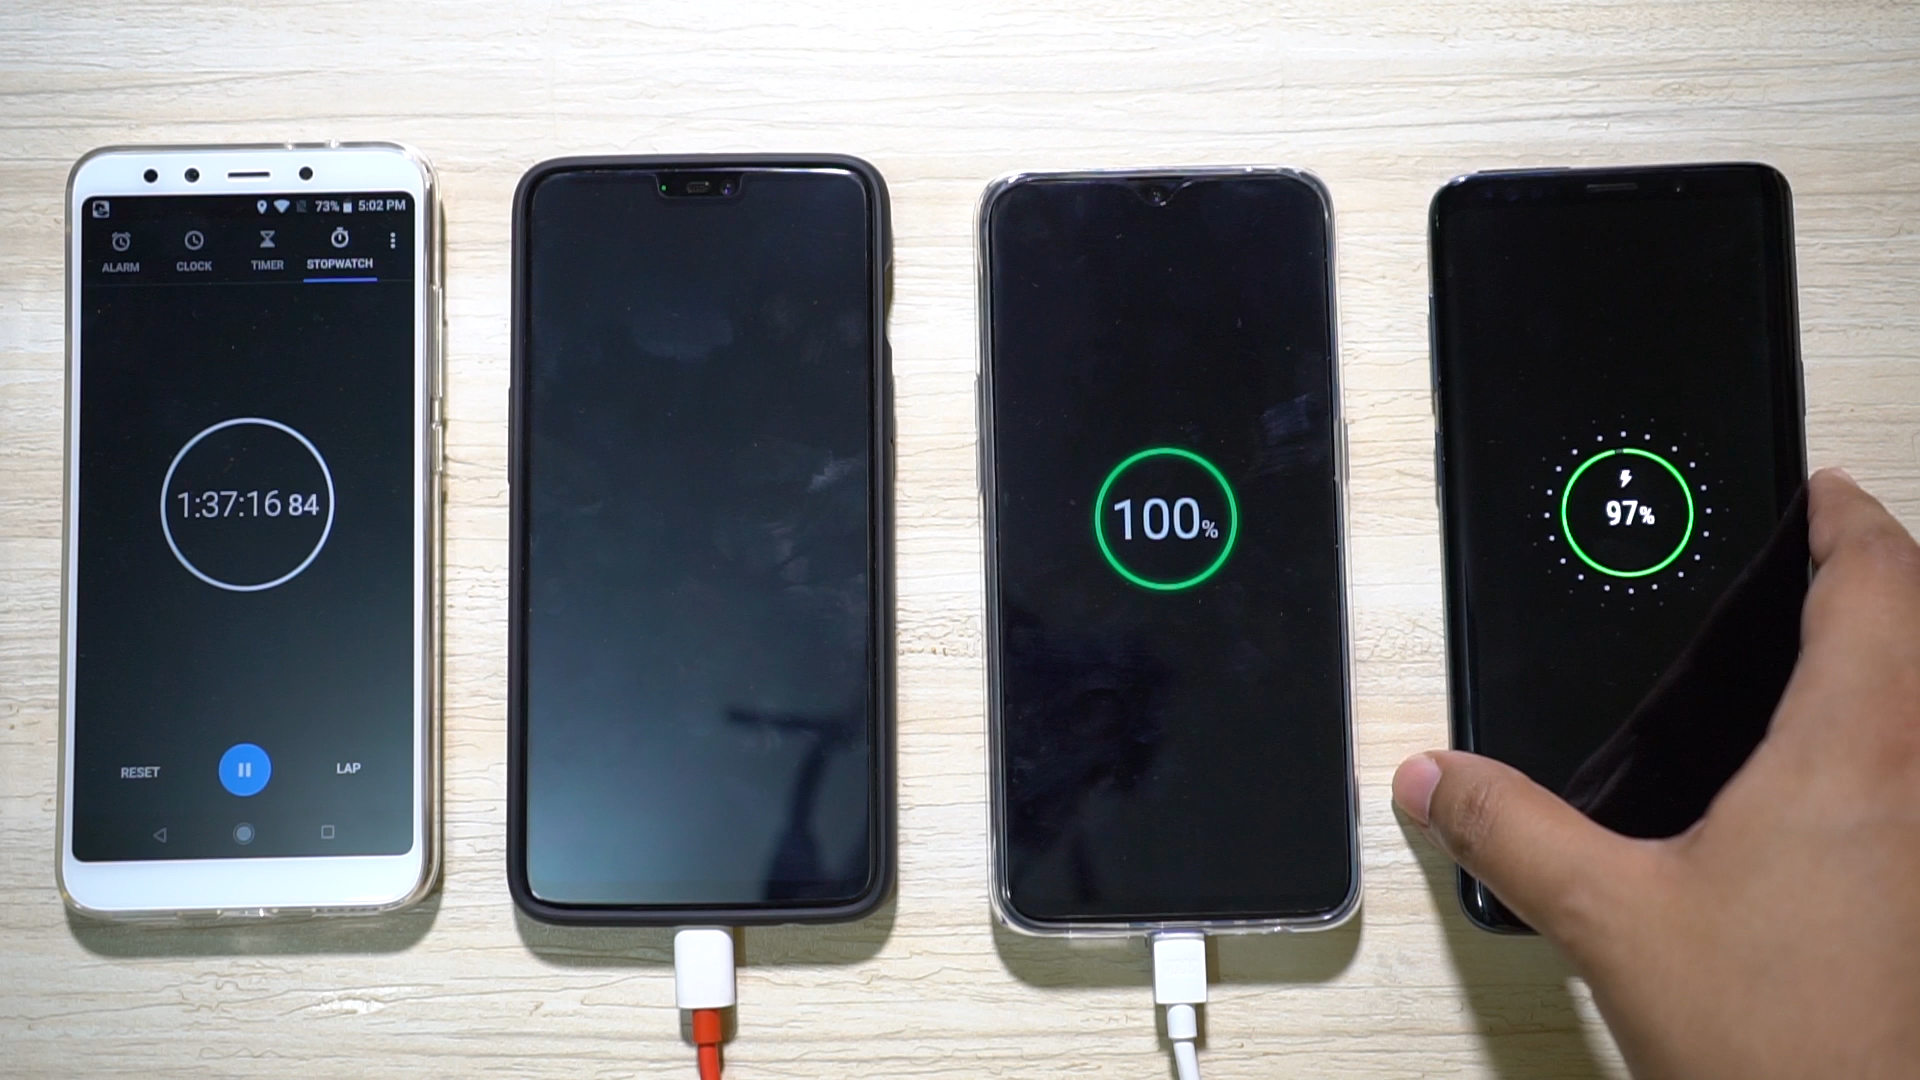 73% 5:02 PM
ALARM CLOCK TIMER STOPWATCH
1:37:16 84
RESET LAP
100%
97%